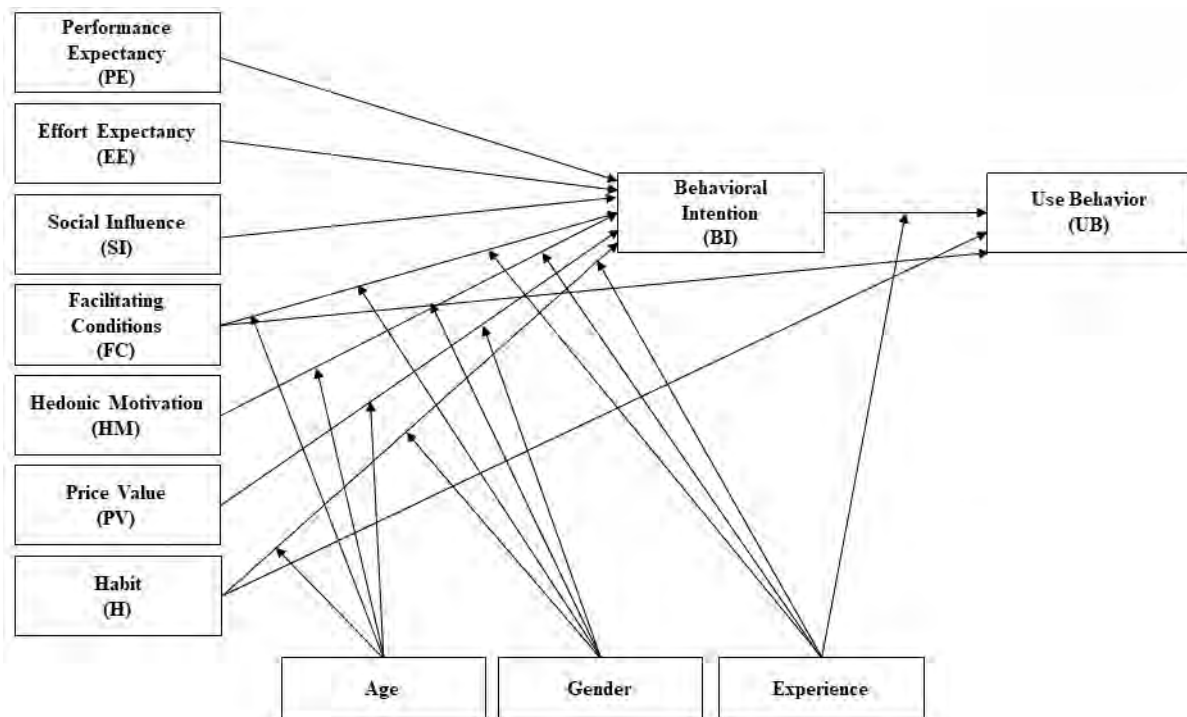 Performance
Expectancy
(PE)
Effort Expectancy
(EE)
Social Influence
(SI)
Facilitating
Conditions
(FC)
Hedonic Motivation
(HM)
Price Value
(PV)
Habit
(H)
Behavioral
Intention
(BI)
Use Behavior
(UB)
Age
Gender
Experience